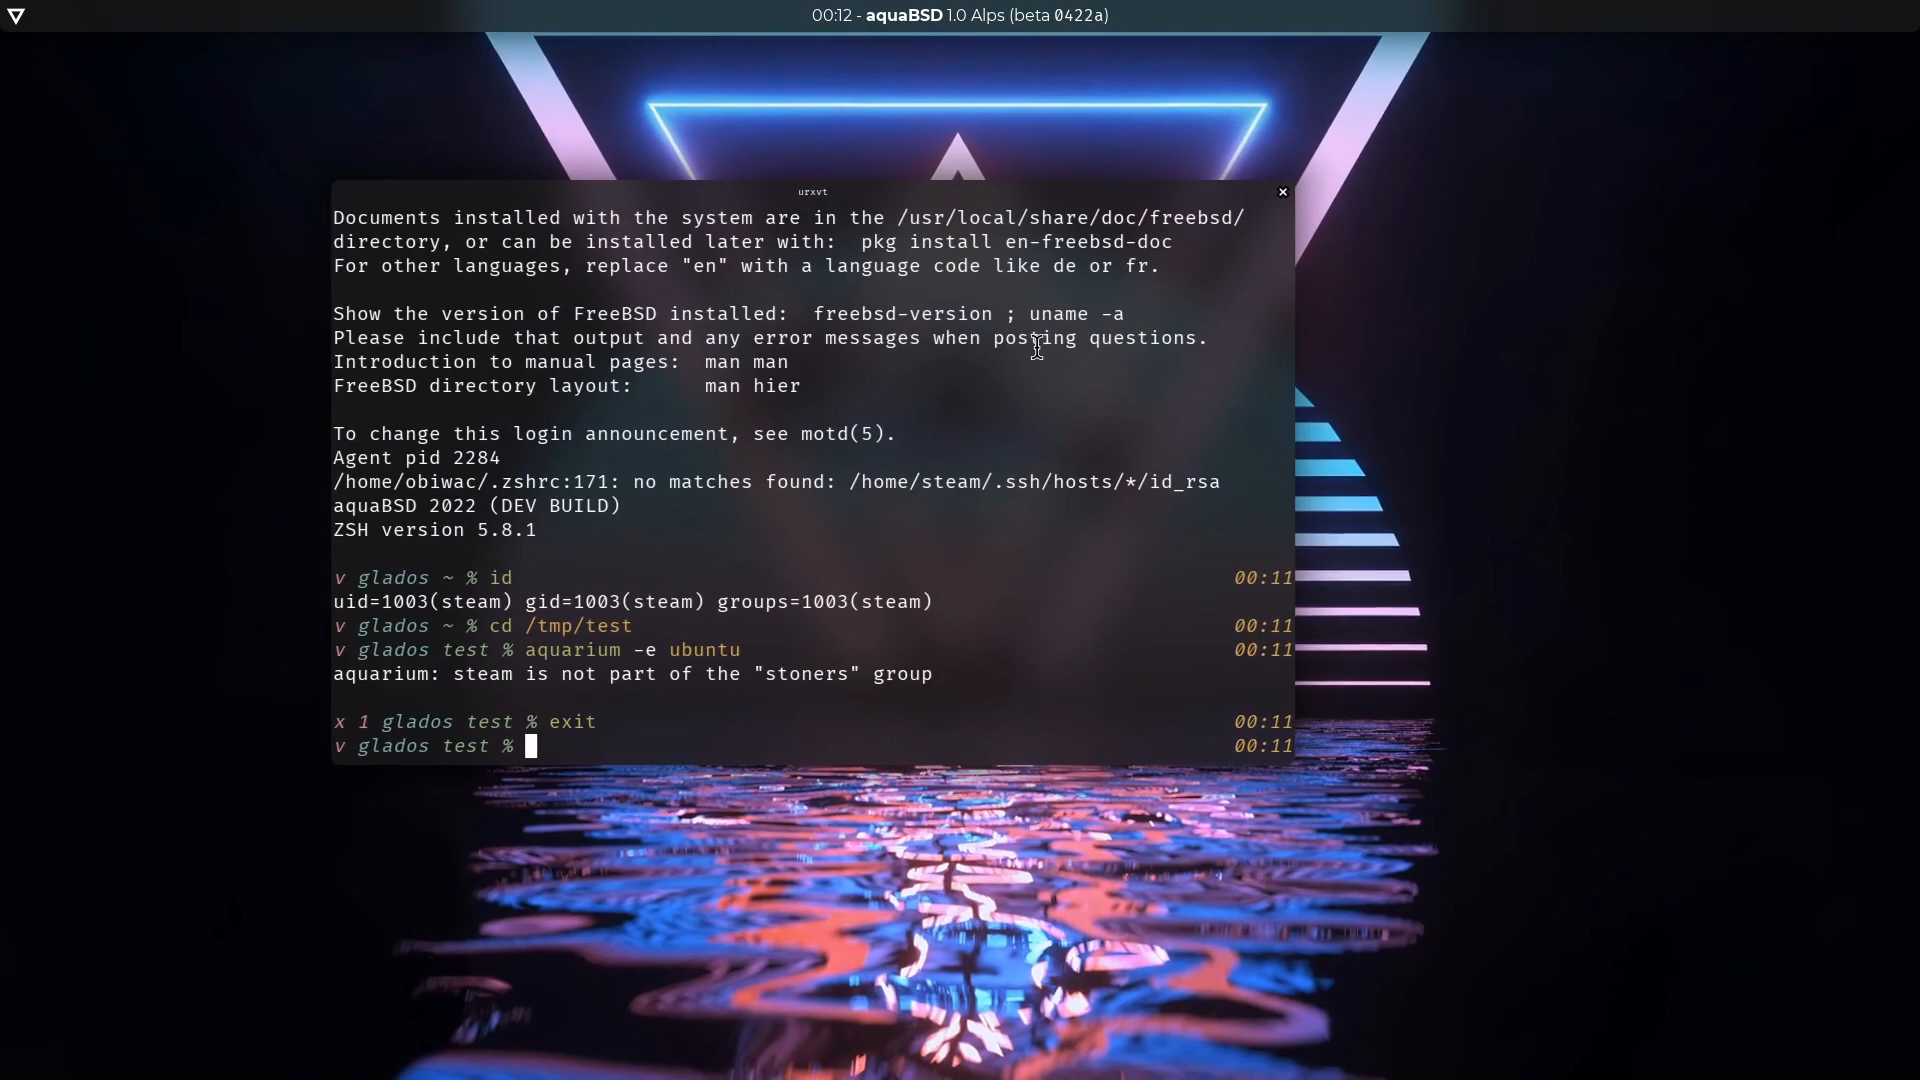 00:12 - aquaBSD 1.0 Alps (beta 0422a)
urxvt
Documents installed with the system are in the /usr/local/share/doc/freebsd/
directory, or can be installed later with:  pkg install en-freebsd-doc
For other languages, replace "en" with a language code like de or fr.
Show the version of FreeBSD installed:  freebsd-version ; uname -a
Please include that output and any error messages when posting questions.
Introduction to manual pages:  man man
FreeBSD directory layout:      man hier
To change this login announcement, see motd(5).
Agent pid 2284
/home/obiwac/.zshrc:171: no matches found: /home/steam/.ssh/hosts/*/id_rsa
aquaBSD 2022 (DEV BUILD)
ZSH version 5.8.1
v glados ~ % id 00:11
uid=1003(steam) gid=1003(steam) groups=1003(steam)
v glados ~ % cd /tmp/test 00:11
v glados test % aquarium -e ubuntu 00:11
aquarium: steam is not part of the "stoners" group
x 1 glados test % exit 00:11
v glados test % 00:11